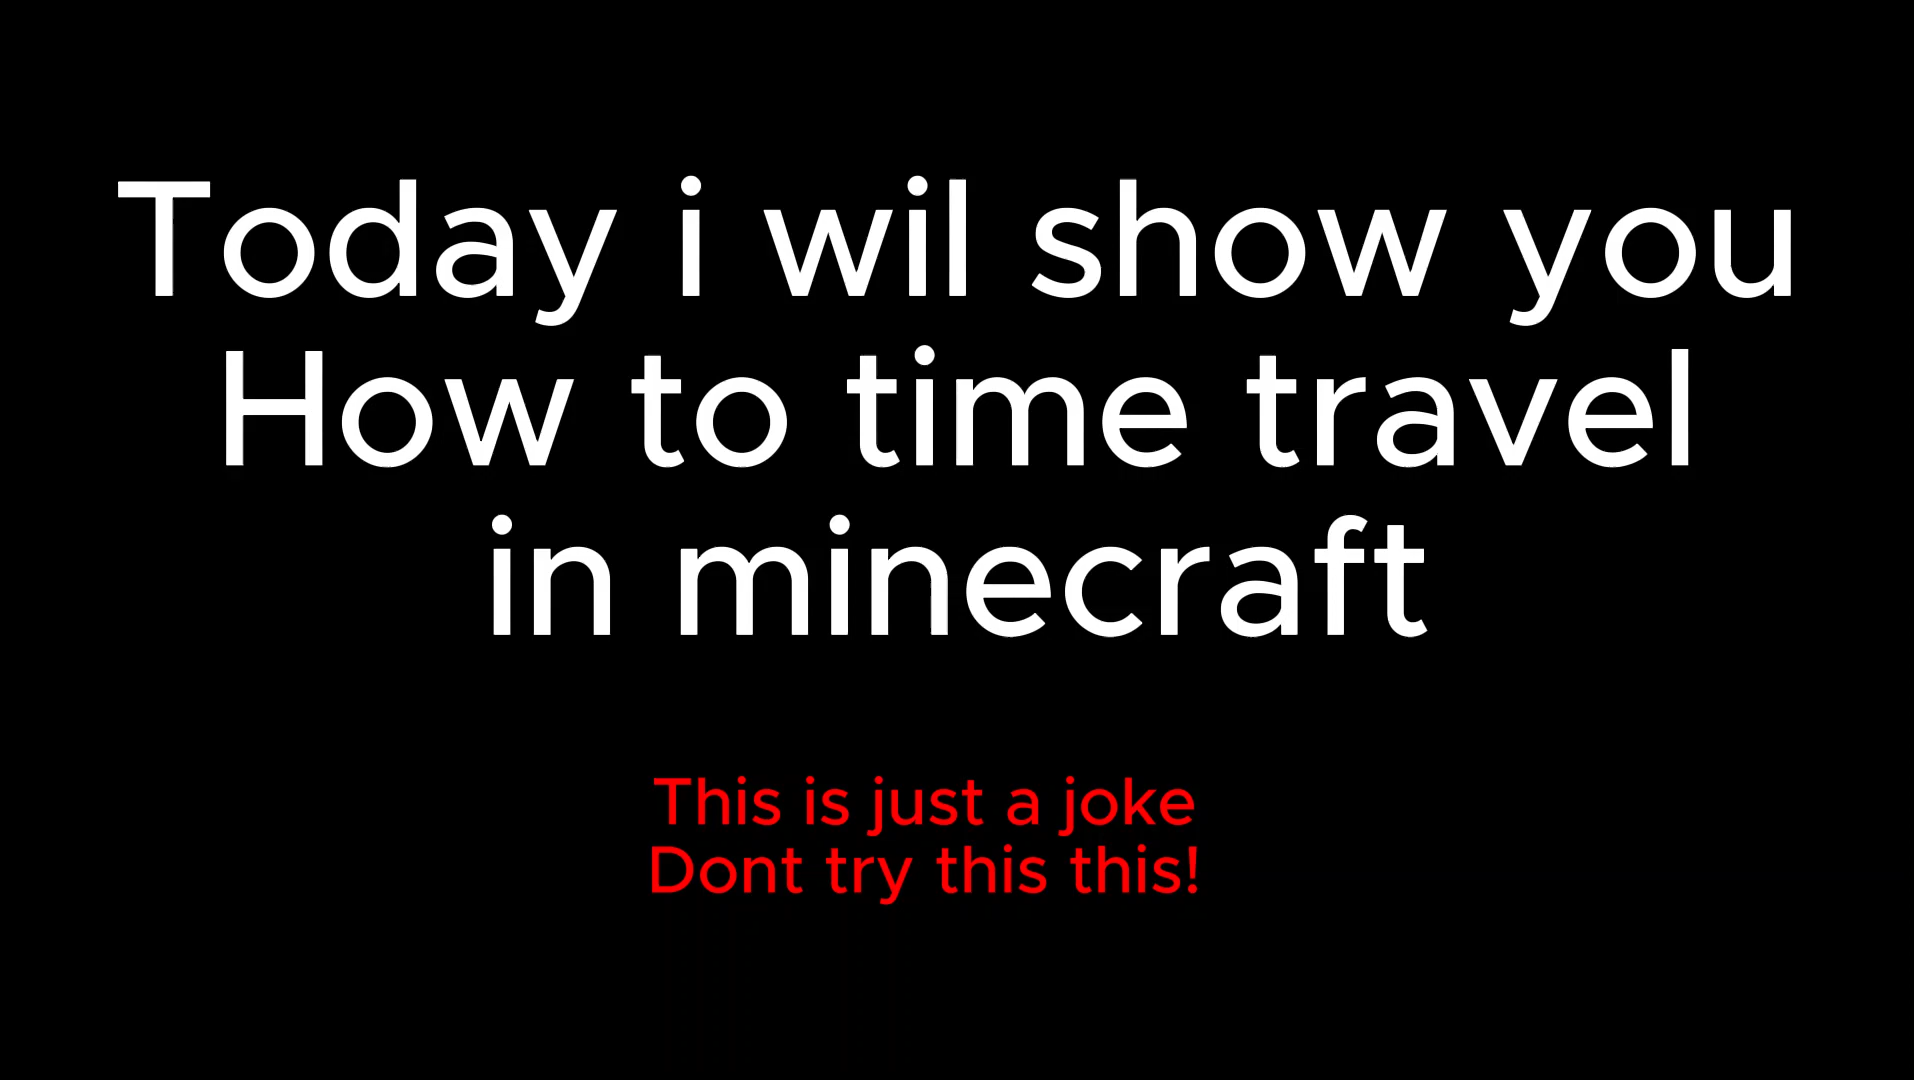 Today i wil show you
How to time travel
in minecraft
This is just a joke
Dont try this this!